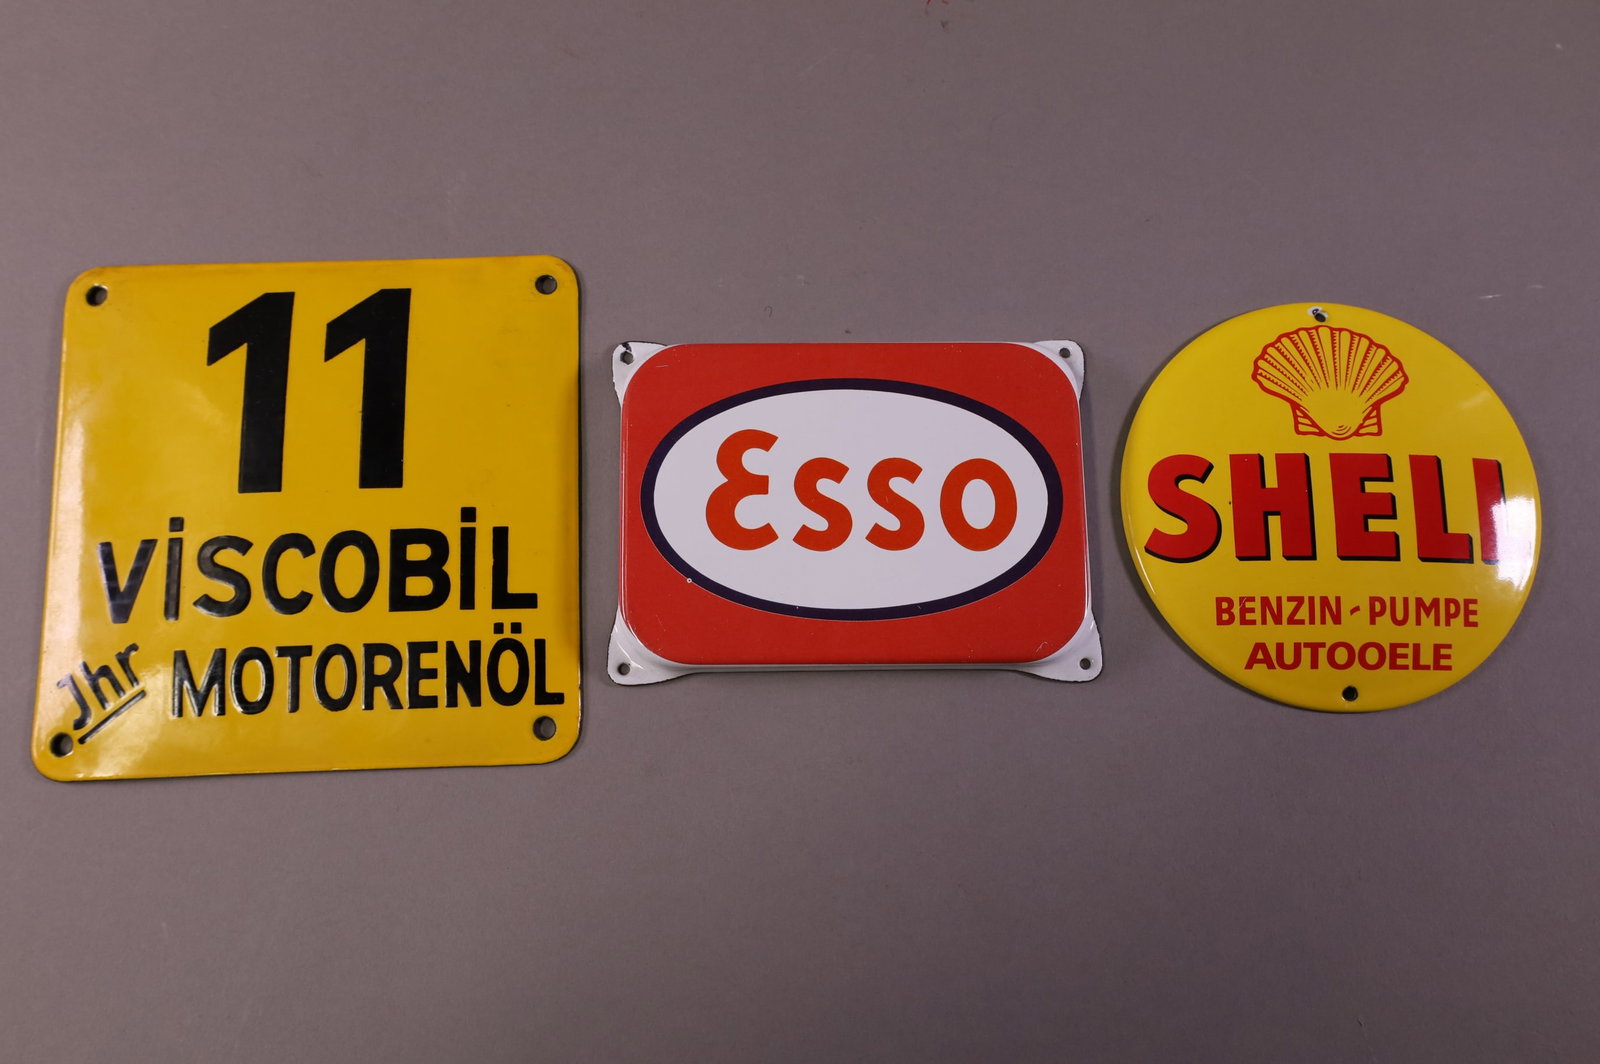 11
ViSCOBiL
Jhr MOTORENÖL
Esso
SHELL
BENZIN-PUMPE
AUTOOELE